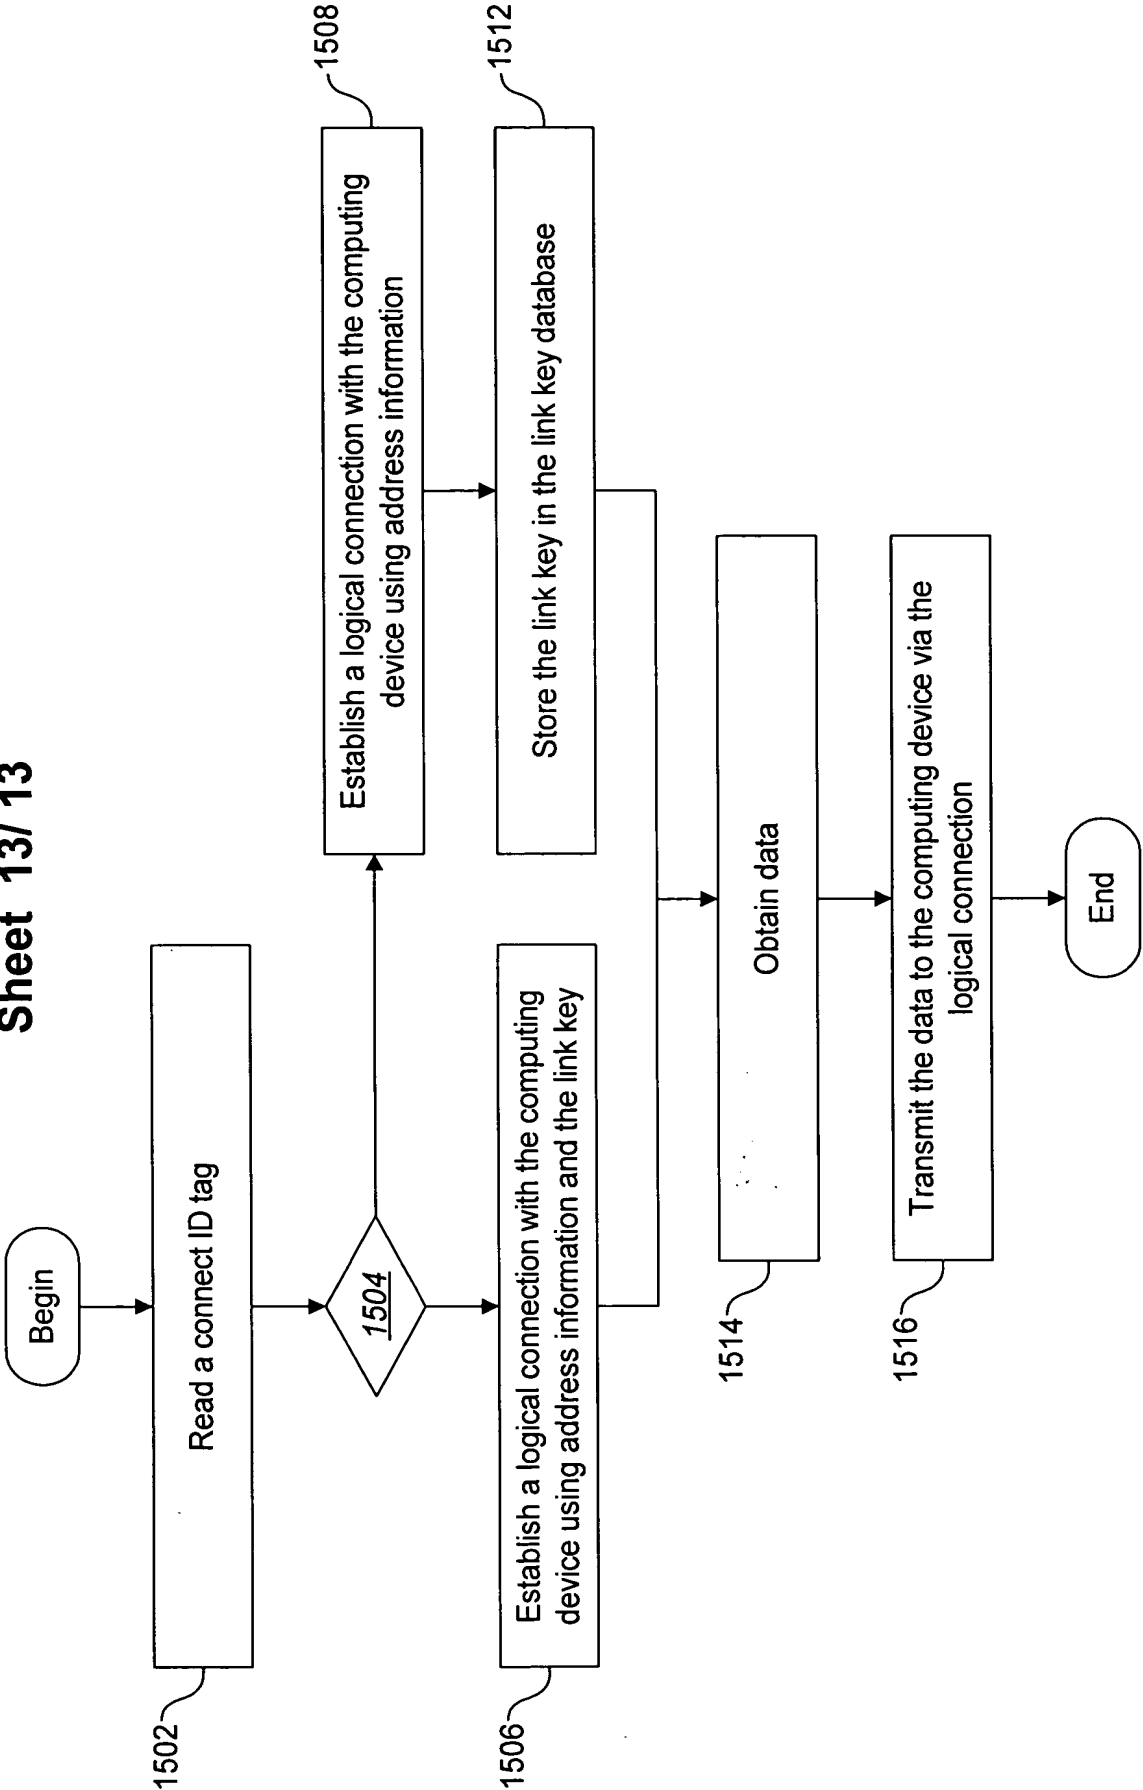 Sheet 13/ 13
Begin
1502
Read a connect ID tag
1504
1508
Establish a logical connection with the computing
device using address information
1506
Establish a logical connection with the computing
device using address information and the link key
1512
Store the link key in the link key database
1514
Obtain data
1516
Transmit the data to the computing device via the
logical connection
End